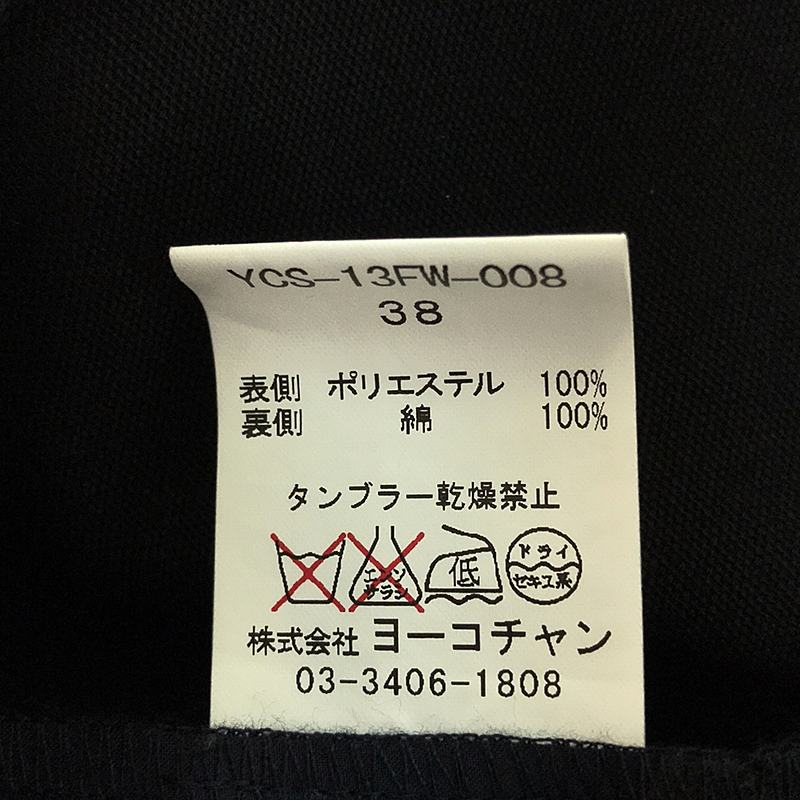 YCS-13FW-008
38
表側 ポリエステル 100%
裏側 綿 100%
タンブラー乾燥禁止
エンソ サラシ 低 ドライ セキユ系
株式会社 ヨーコチャン
03-3406-1808